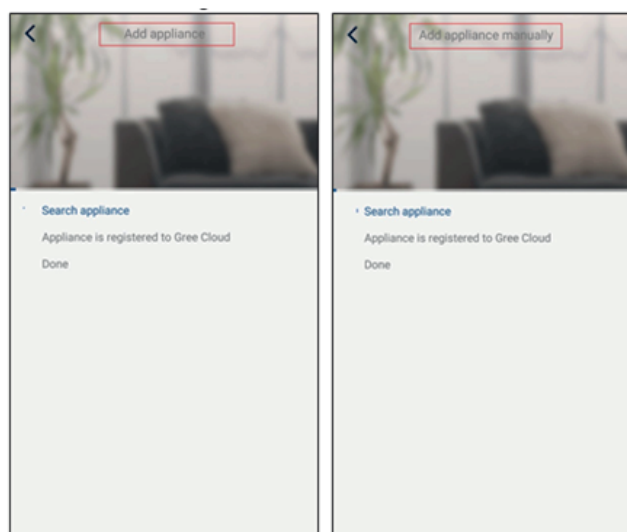 Add appliance
Search appliance
Appliance is registered to Gree Cloud
Done
Add appliance manually
Search appliance
Appliance is registered to Gree Cloud
Done